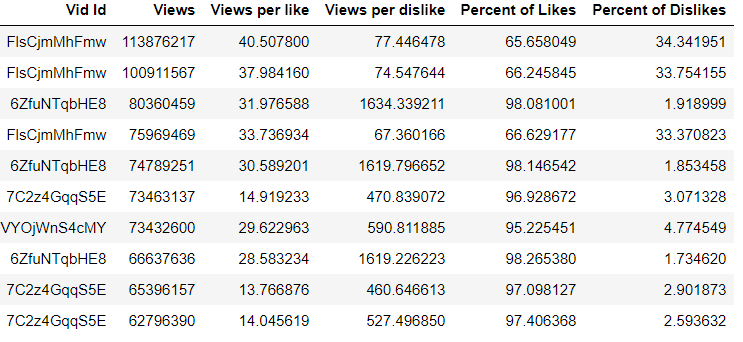 Vid Id Views Views per like Views per dislike Percent of Likes Percent of Dislikes
FlsCjmMhFmw 113876217 40.507800 77.446478 65.658049 34.341951
FlsCjmMhFmw 100911567 37.984160 74.547644 66.245845 33.754155
6ZfuNTqbHE8 80360459 31.976588 1634.339211 98.081001 1.918999
FlsCjmMhFmw 75969469 33.736934 67.360166 66.629177 33.370823
6ZfuNTqbHE8 74789251 30.589201 1619.796652 98.146542 1.853458
7C2z4GqqS5E 73463137 14.919233 470.839072 96.928672 3.071328
VYOjWnS4cMY 73432600 29.622963 590.811885 95.225451 4.774549
6ZfuNTqbHE8 66637636 28.583234 1619.226223 98.265380 1.734620
7C2z4GqqS5E 65396157 13.766876 460.646613 97.098127 2.901873
7C2z4GqqS5E 62796390 14.045619 527.496850 97.406368 2.593632